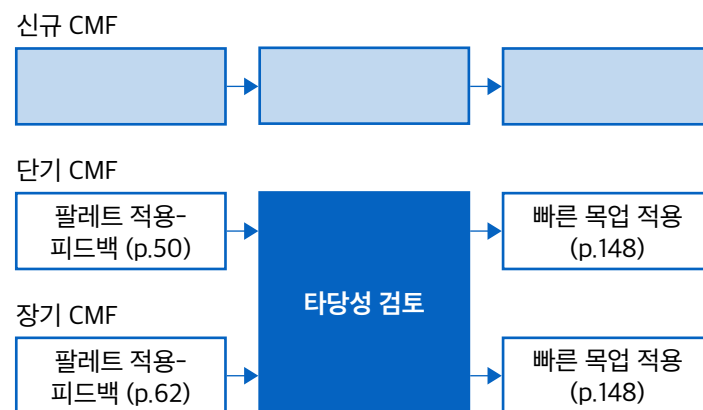 신규 CMF
단기 CMF
팔레트 적용-
피드백 (p.50)
타당성 검토
빠른 목업 적용
(p.148)
장기 CMF
팔레트 적용-
피드백 (p.62)
빠른 목업 적용
(p.148)